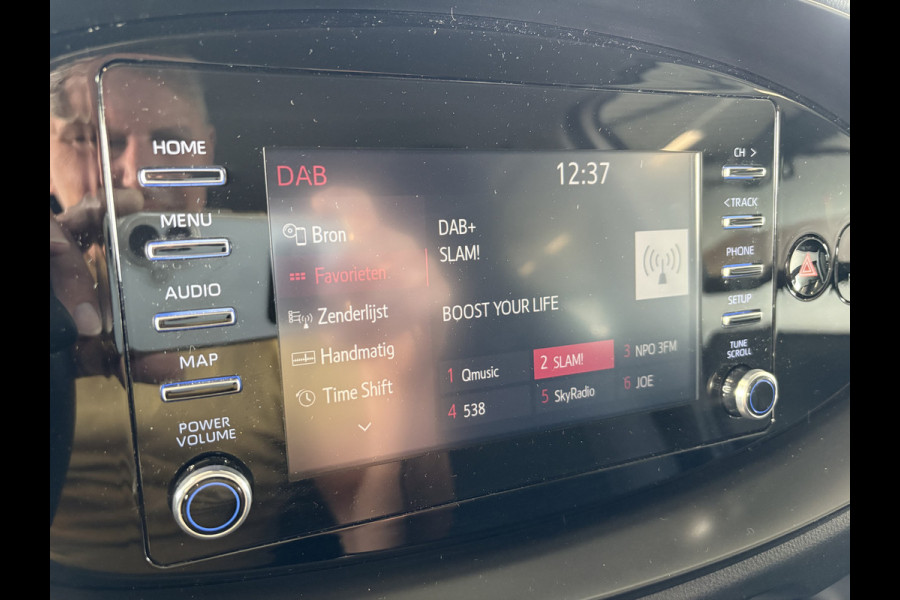 HOME
MENU
AUDIO
MAP
POWER
VOLUME
DAB
12:37
Bron
Favorieten
Zenderlijst
Handmatig
Time Shift
DAB+
SLAM!
BOOST YOUR LIFE
1 Qmusic
2 SLAM!
3 NPO 3FM
4 538
5 SkyRadio
6 JOE
CH >
< TRACK
PHONE
SETUP
TUNE
SCROLL